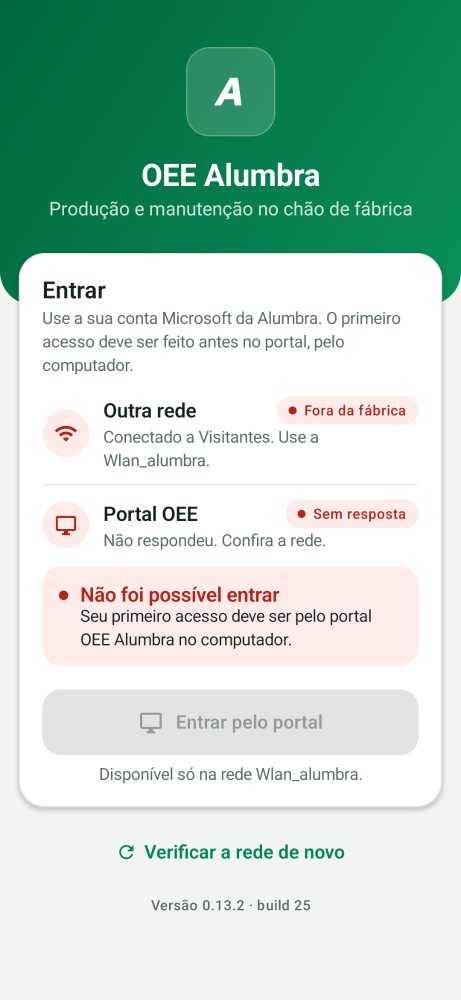 A
OEE Alumbra
Produção e manutenção no chão de fábrica
Entrar
Use a sua conta Microsoft da Alumbra. O primeiro
acesso deve ser feito antes no portal, pelo
computador.
Outra rede
Fora da fábrica
Conectado a Visitantes. Use a
Wlan_alumbra.
Portal OEE
Sem resposta
Não respondeu. Confira a rede.
Não foi possível entrar
Seu primeiro acesso deve ser pelo portal
OEE Alumbra no computador.
Entrar pelo portal
Disponível só na rede Wlan_alumbra.
Verificar a rede de novo
Versão 0.13.2 · build 25